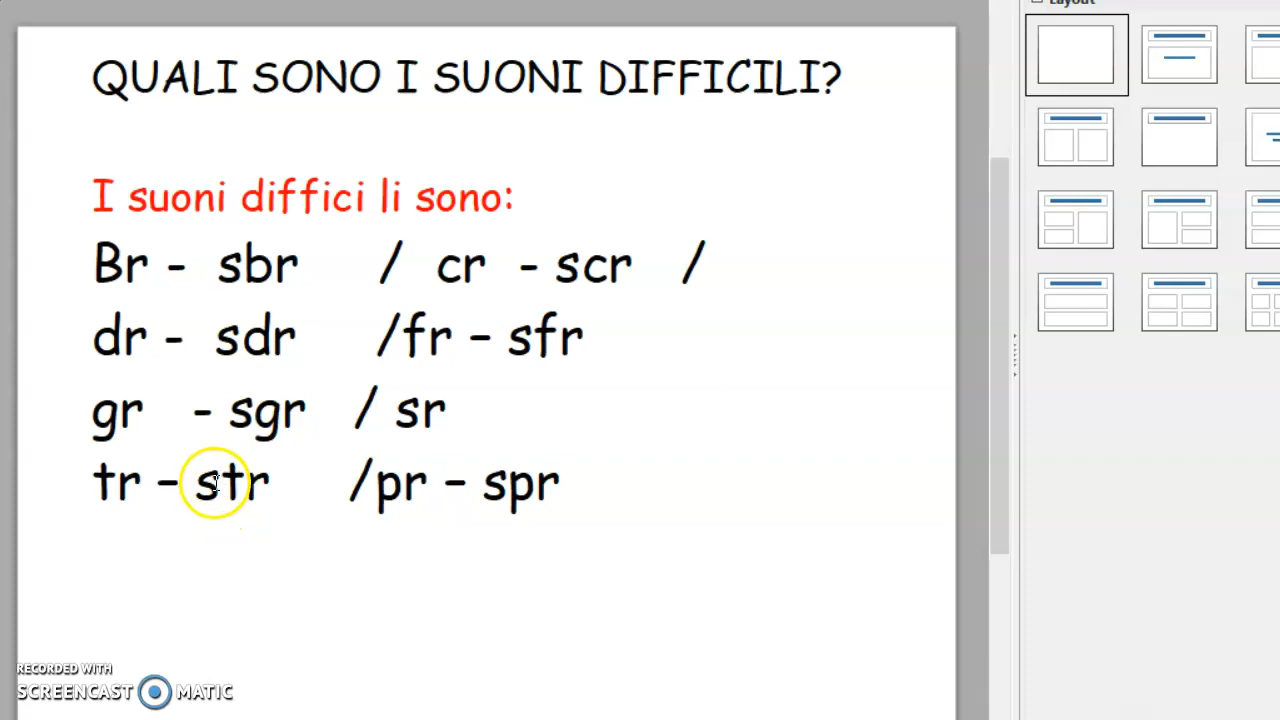 Layout
QUALI SONO I SUONI DIFFICILI?
I suoni diffici li sono:
Br - sbr / cr - scr /
dr - sdr /fr – sfr
gr - sgr / sr
tr – str /pr – spr
RECORDED WITH
SCREENCAST MATIC